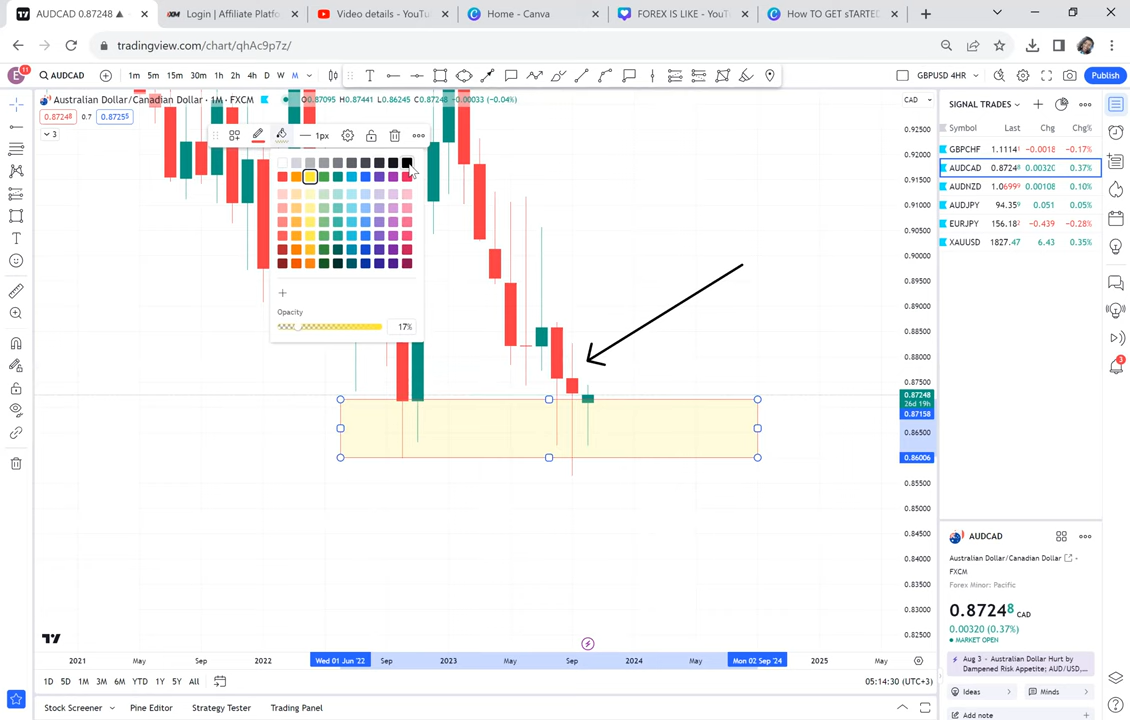 AUDCAD 0.87248
Login | Affiliate Platfo
Video details - YouTu
Home - Canva
FOREX IS LIKE - YouT
How TO GET sTARTED
tradingview.com/chart/qhAc9p7z/
E
11
AUDCAD
1m 5m 15m 30m 1h 2h 4h D W M
GBPUSD 4HR
Publish
Australian Dollar/Canadian Dollar · 1M · FXCM
O0.87095 H0.87441 L0.86245 C0.87248 -0.00033 (-0.04%)
CAD
SIGNAL TRADES
0.87248 0.7 0.87255
3
1px
Symbol Last Chg Chg%
GBPCHF 1.1114¹ -0.0018 -0.17%
AUDCAD 0.8724⁸ 0.00320 0.37%
AUDNZD 1.0699⁹ 0.00108 0.10%
AUDJPY 94.35⁹ 0.051 0.05%
EURJPY 156.18² -0.439 -0.28%
XAUUSD 1827.47 6.43 0.35%
Opacity
17%
0.92500
0.92000
0.91500
0.91000
0.90500
0.90000
0.89500
0.89000
0.88500
0.88000
0.87500
0.87248
26d 19h
0.87158
0.86500
0.86006
0.85500
0.85000
0.84500
0.84000
0.83500
0.83000
0.82500
3
AUDCAD
Australian Dollar/Canadian Dollar
FXCM
Forex Minor: Pacific
0.8724⁸ CAD
0.00320 (0.37%)
MARKET OPEN
Aug 3 · Australian Dollar Hurt by
Dampened Risk Appetite; AUD/USD,...
Ideas
Minds
Add note
2021 May Sep 2022 Wed 01 Jun '22 Sep 2023 May Sep 2024 May Mon 02 Sep '24 2025 May
1D 5D 1M 3M 6M YTD 1Y 5Y All
05:14:30 (UTC+3)
Stock Screener
Pine Editor
Strategy Tester
Trading Panel